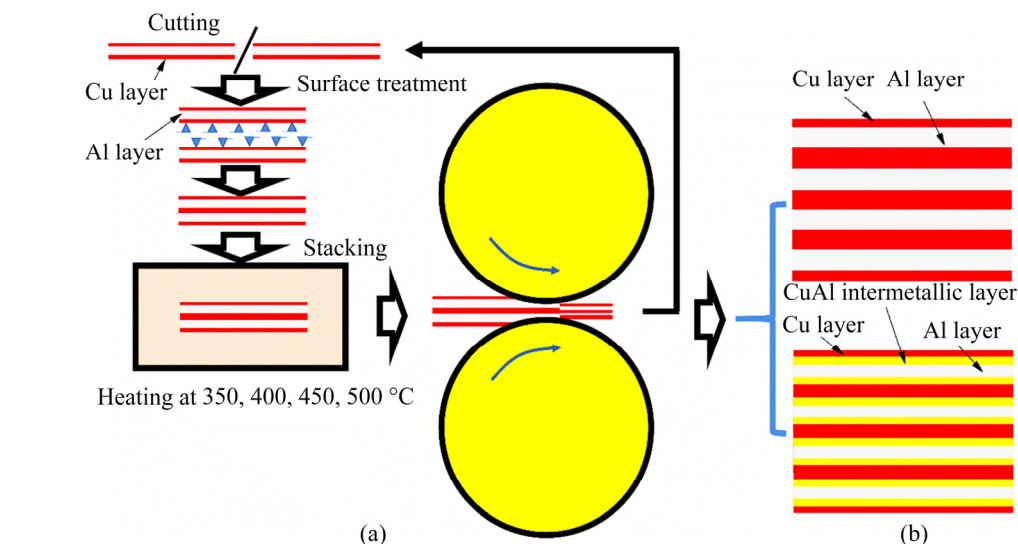 Cutting
Cu layer
Surface treatment
Al layer
Stacking
Heating at 350, 400, 450, 500 °C
(a)
Cu layer Al layer
CuAl intermetallic layer
Cu layer
Al layer
(b)